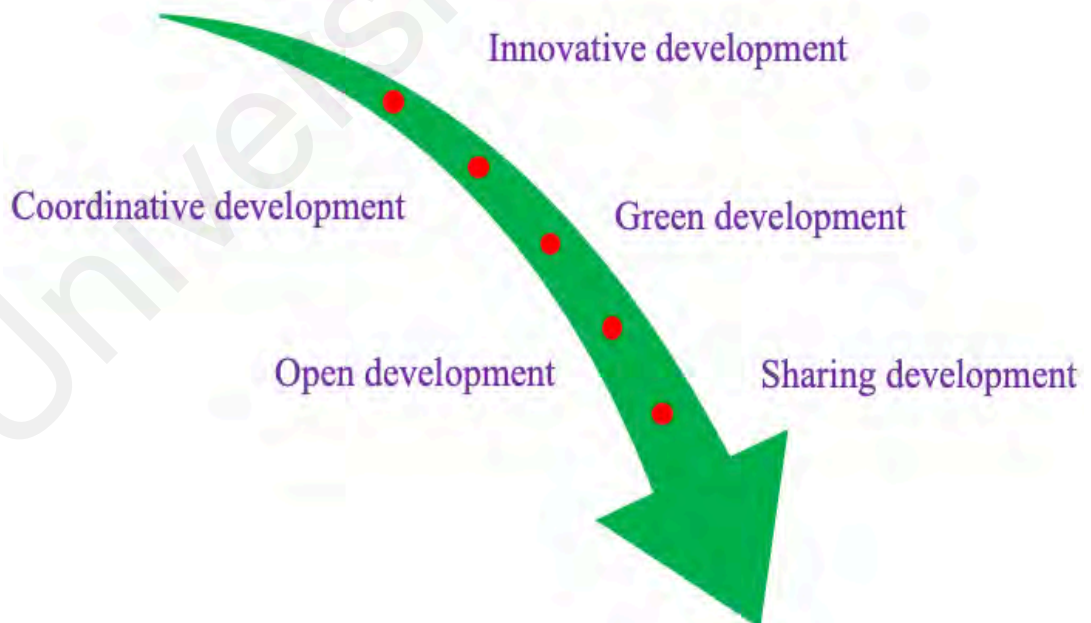 Innovative development
Coordinative development
Green development
Open development
Sharing development